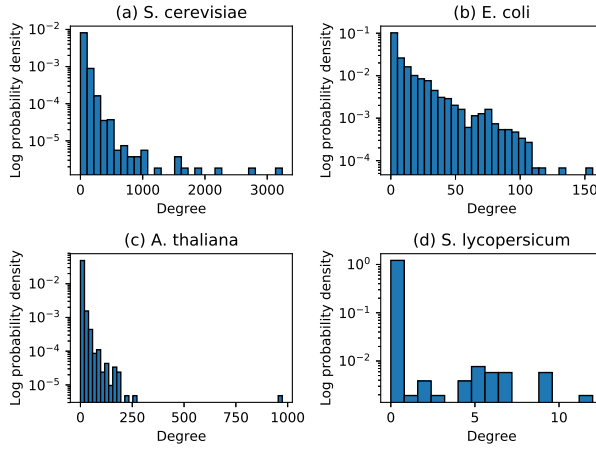 (a) S. cerevisiae
Log probability density
10⁻²
10⁻³
10⁻⁴
10⁻⁵
0 1000 2000 3000
Degree
(b) E. coli
Log probability density
10⁻¹
10⁻²
10⁻³
10⁻⁴
0 50 100 150
Degree
(c) A. thaliana
Log probability density
10⁻²
10⁻³
10⁻⁴
10⁻⁵
0 250 500 750 1000
Degree
(d) S. lycopersicum
Log probability density
10⁰
10⁻¹
10⁻²
0 5 10
Degree